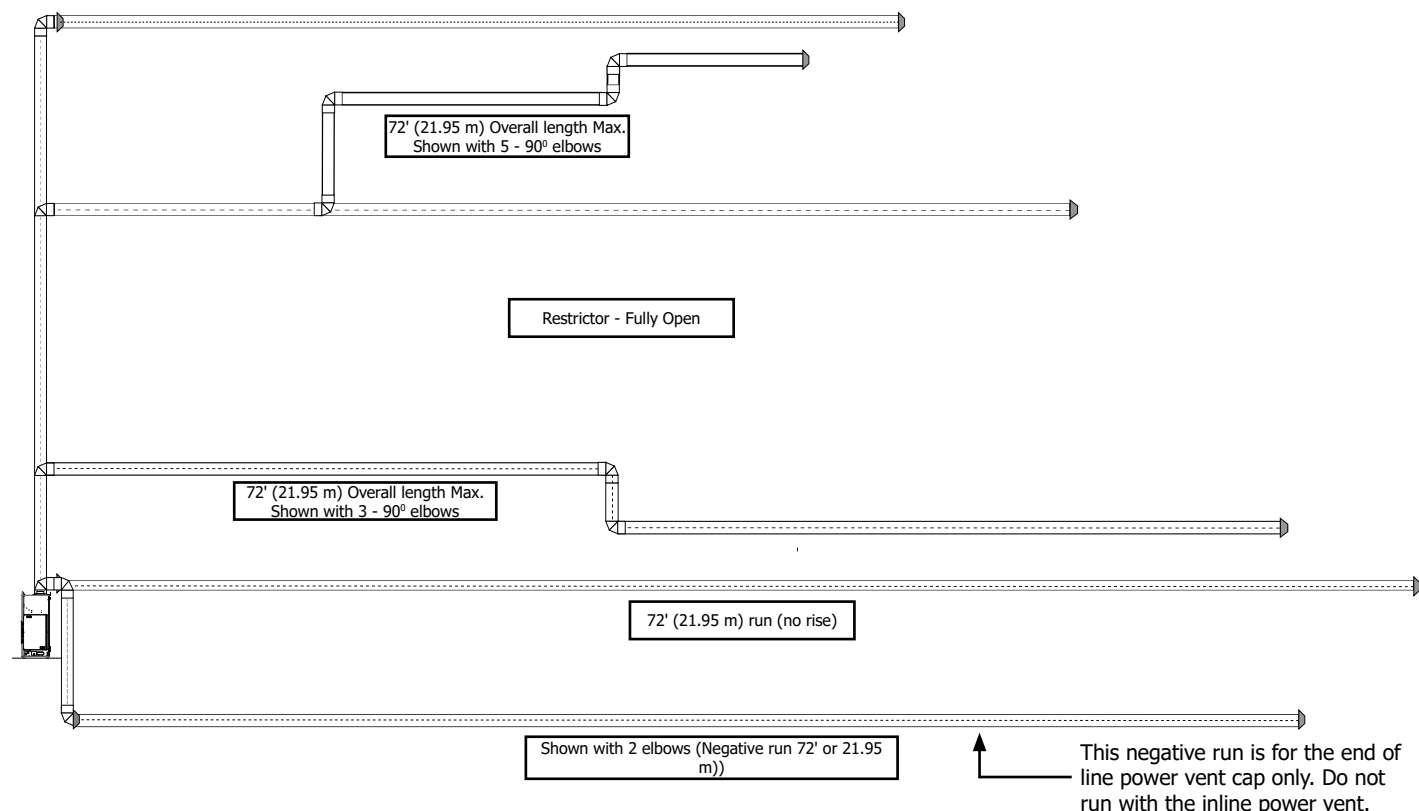 72' (21.95 m) Overall length Max.
Shown with 5 - 90⁰ elbows
Restrictor - Fully Open
72' (21.95 m) Overall length Max.
Shown with 3 - 90⁰ elbows
72' (21.95 m) run (no rise)
Shown with 2 elbows (Negative run 72' or 21.95
m))
This negative run is for the end of
line power vent cap only. Do not
run with the inline power vent.